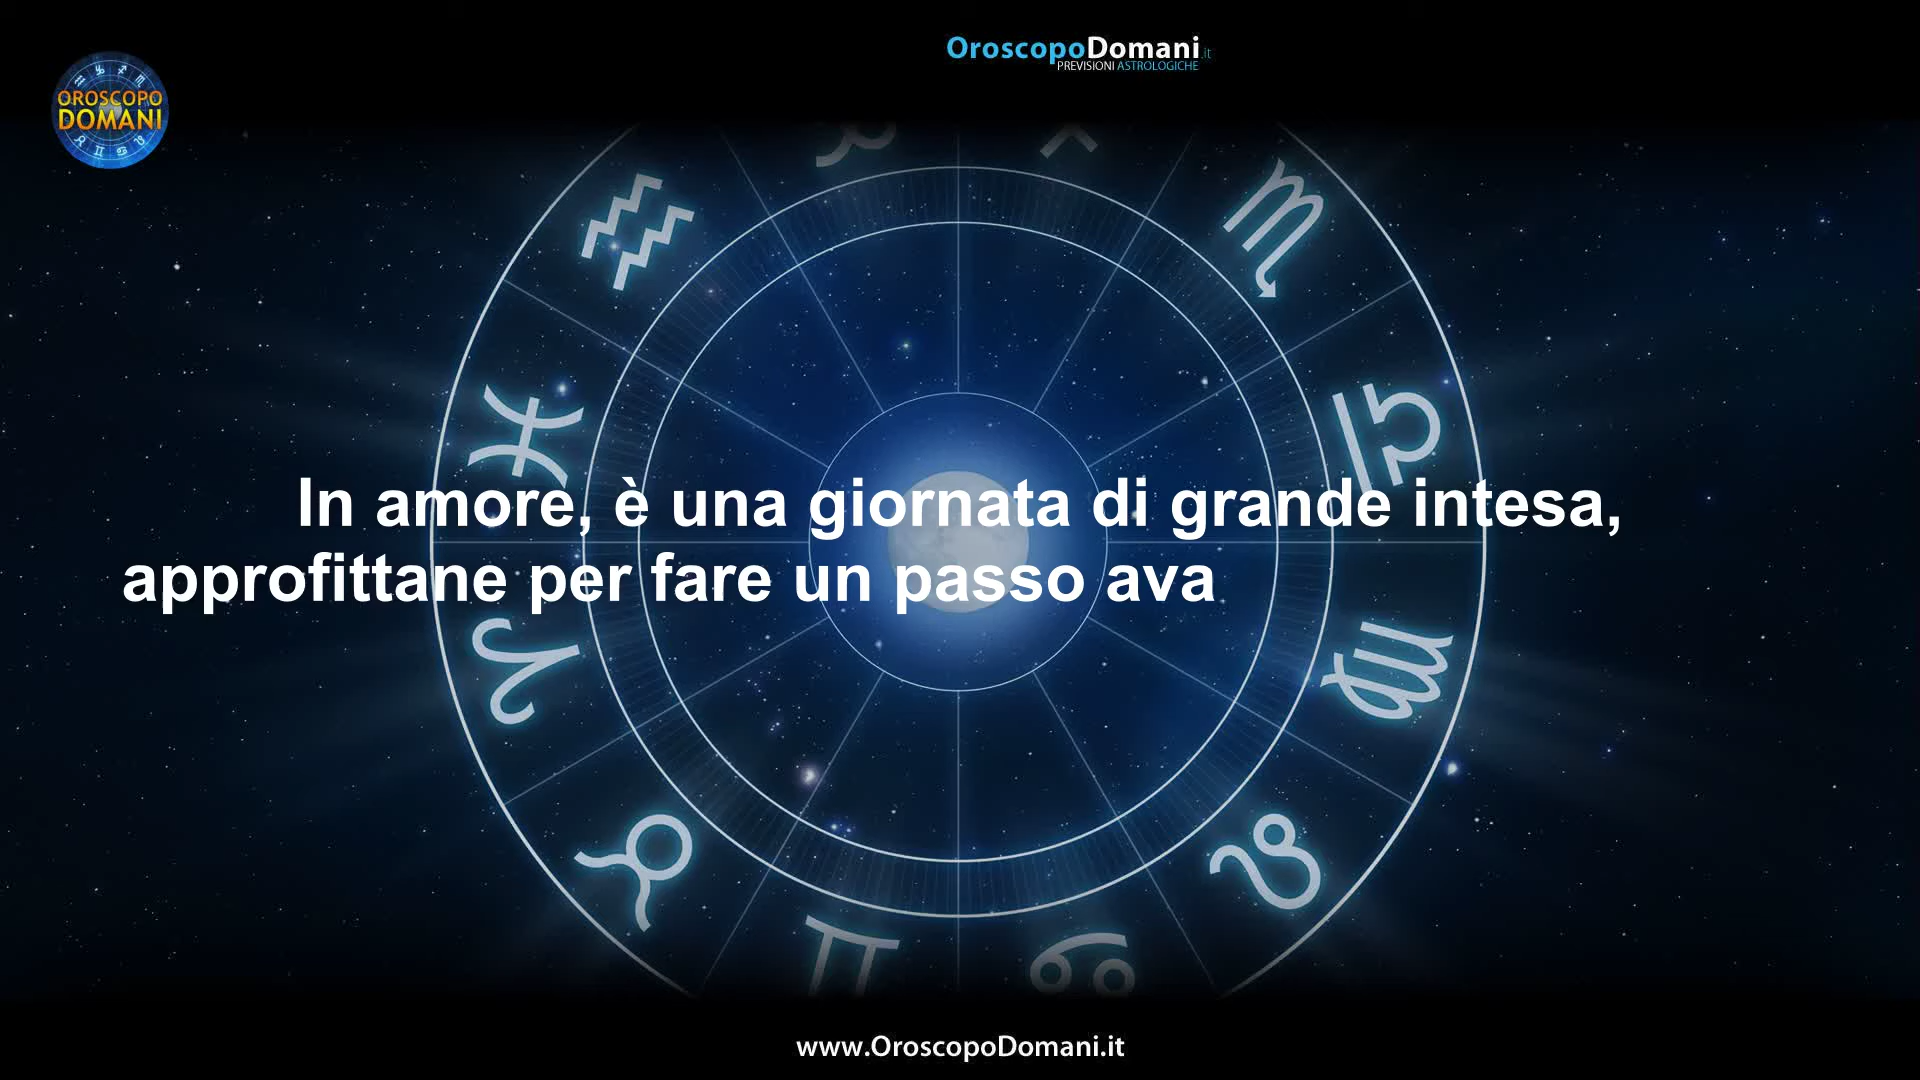 OroscopoDomani.it
PREVISIONI ASTROLOGICHE
OROSCOPO
DOMANI
In amore, è una giornata di grande intesa,
approfittane per fare un passo ava
www.OroscopoDomani.it